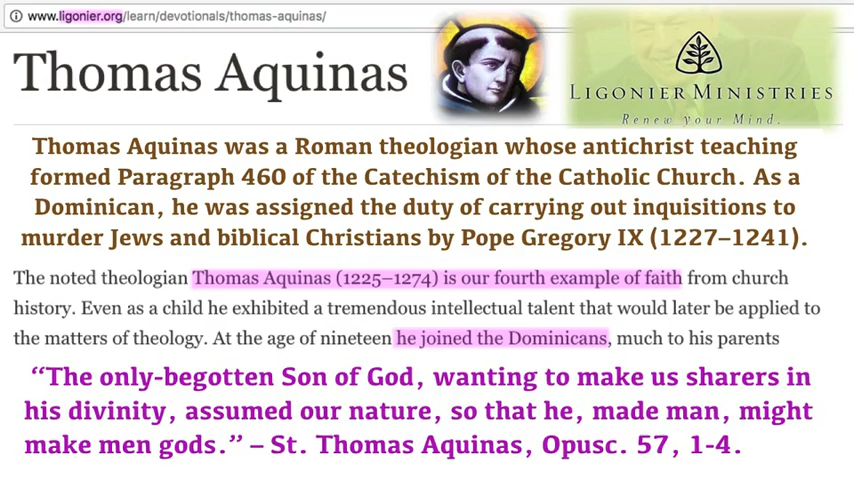 www.ligonier.org/learn/devotionals/thomas-aquinas/
Thomas Aquinas
LIGONIER MINISTRIES
Renew your Mind.
Thomas Aquinas was a Roman theologian whose antichrist teaching
formed Paragraph 460 of the Catechism of the Catholic Church. As a
Dominican, he was assigned the duty of carrying out inquisitions to
murder Jews and biblical Christians by Pope Gregory IX (1227–1241).
The noted theologian Thomas Aquinas (1225–1274) is our fourth example of faith from church
history. Even as a child he exhibited a tremendous intellectual talent that would later be applied to
the matters of theology. At the age of nineteen he joined the Dominicans, much to his parents
“The only-begotten Son of God, wanting to make us sharers in
his divinity, assumed our nature, so that he, made man, might
make men gods.” – St. Thomas Aquinas, Opusc. 57, 1-4.